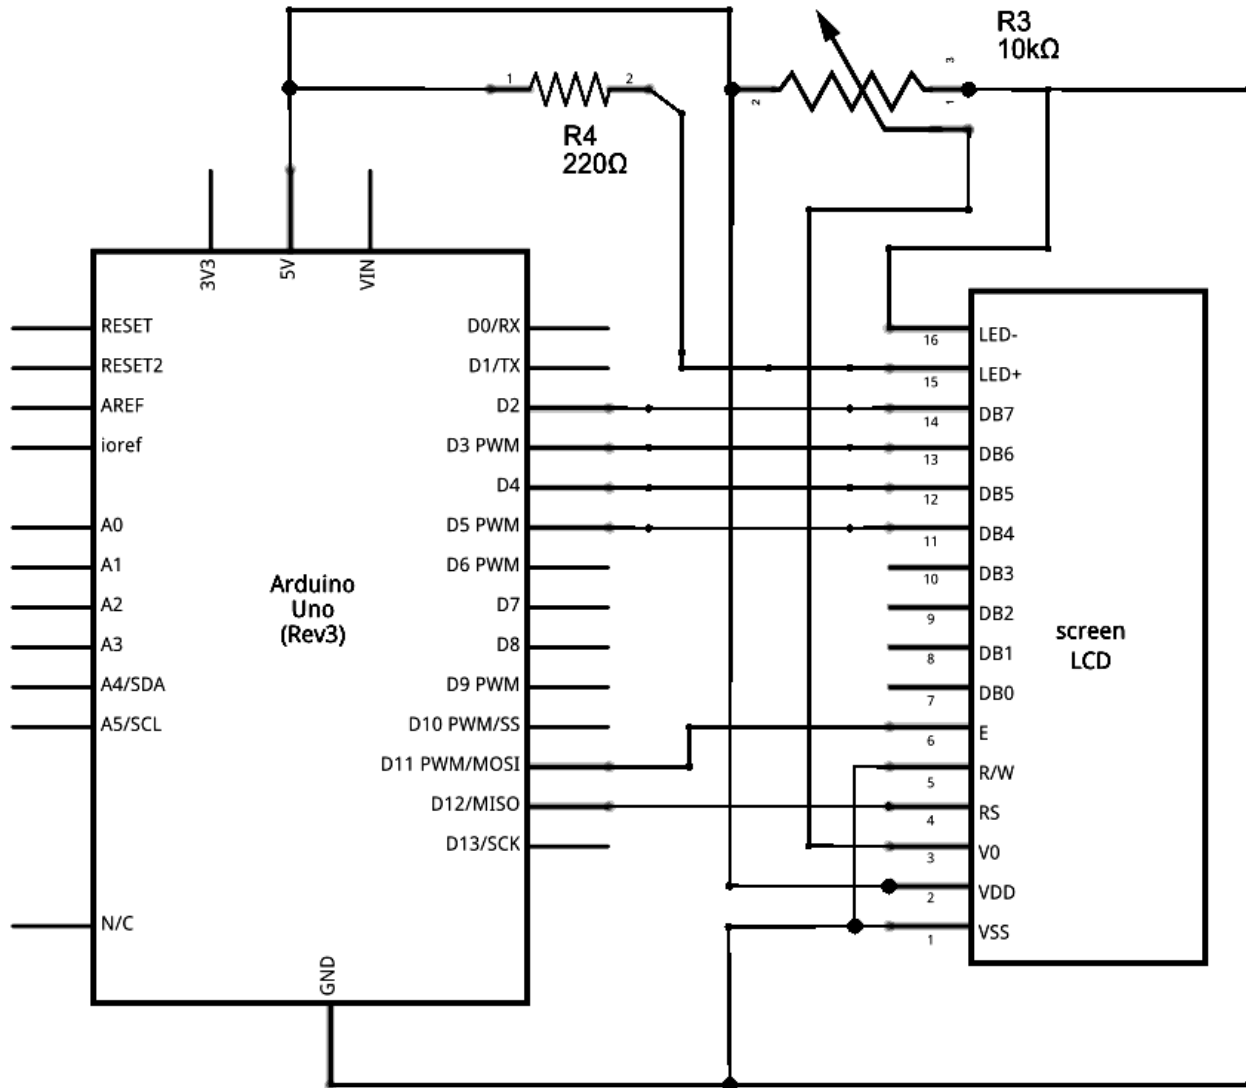 R3
10kΩ
3
1
2
2
1
R4
220Ω
3V3
5V
VIN
RESET
RESET2
AREF
ioref
A0
A1
A2
A3
A4/SDA
A5/SCL
N/C
D0/RX
D1/TX
D2
D3 PWM
D4
D5 PWM
D6 PWM
D7
D8
D9 PWM
D10 PWM/SS
D11 PWM/MOSI
D12/MISO
D13/SCK
Arduino
Uno
(Rev3)
GND
16 LED-
15 LED+
14 DB7
13 DB6
12 DB5
11 DB4
10 DB3
9 DB2
8 DB1
7 DB0
6 E
5 R/W
4 RS
3 V0
2 VDD
1 VSS
screen
LCD